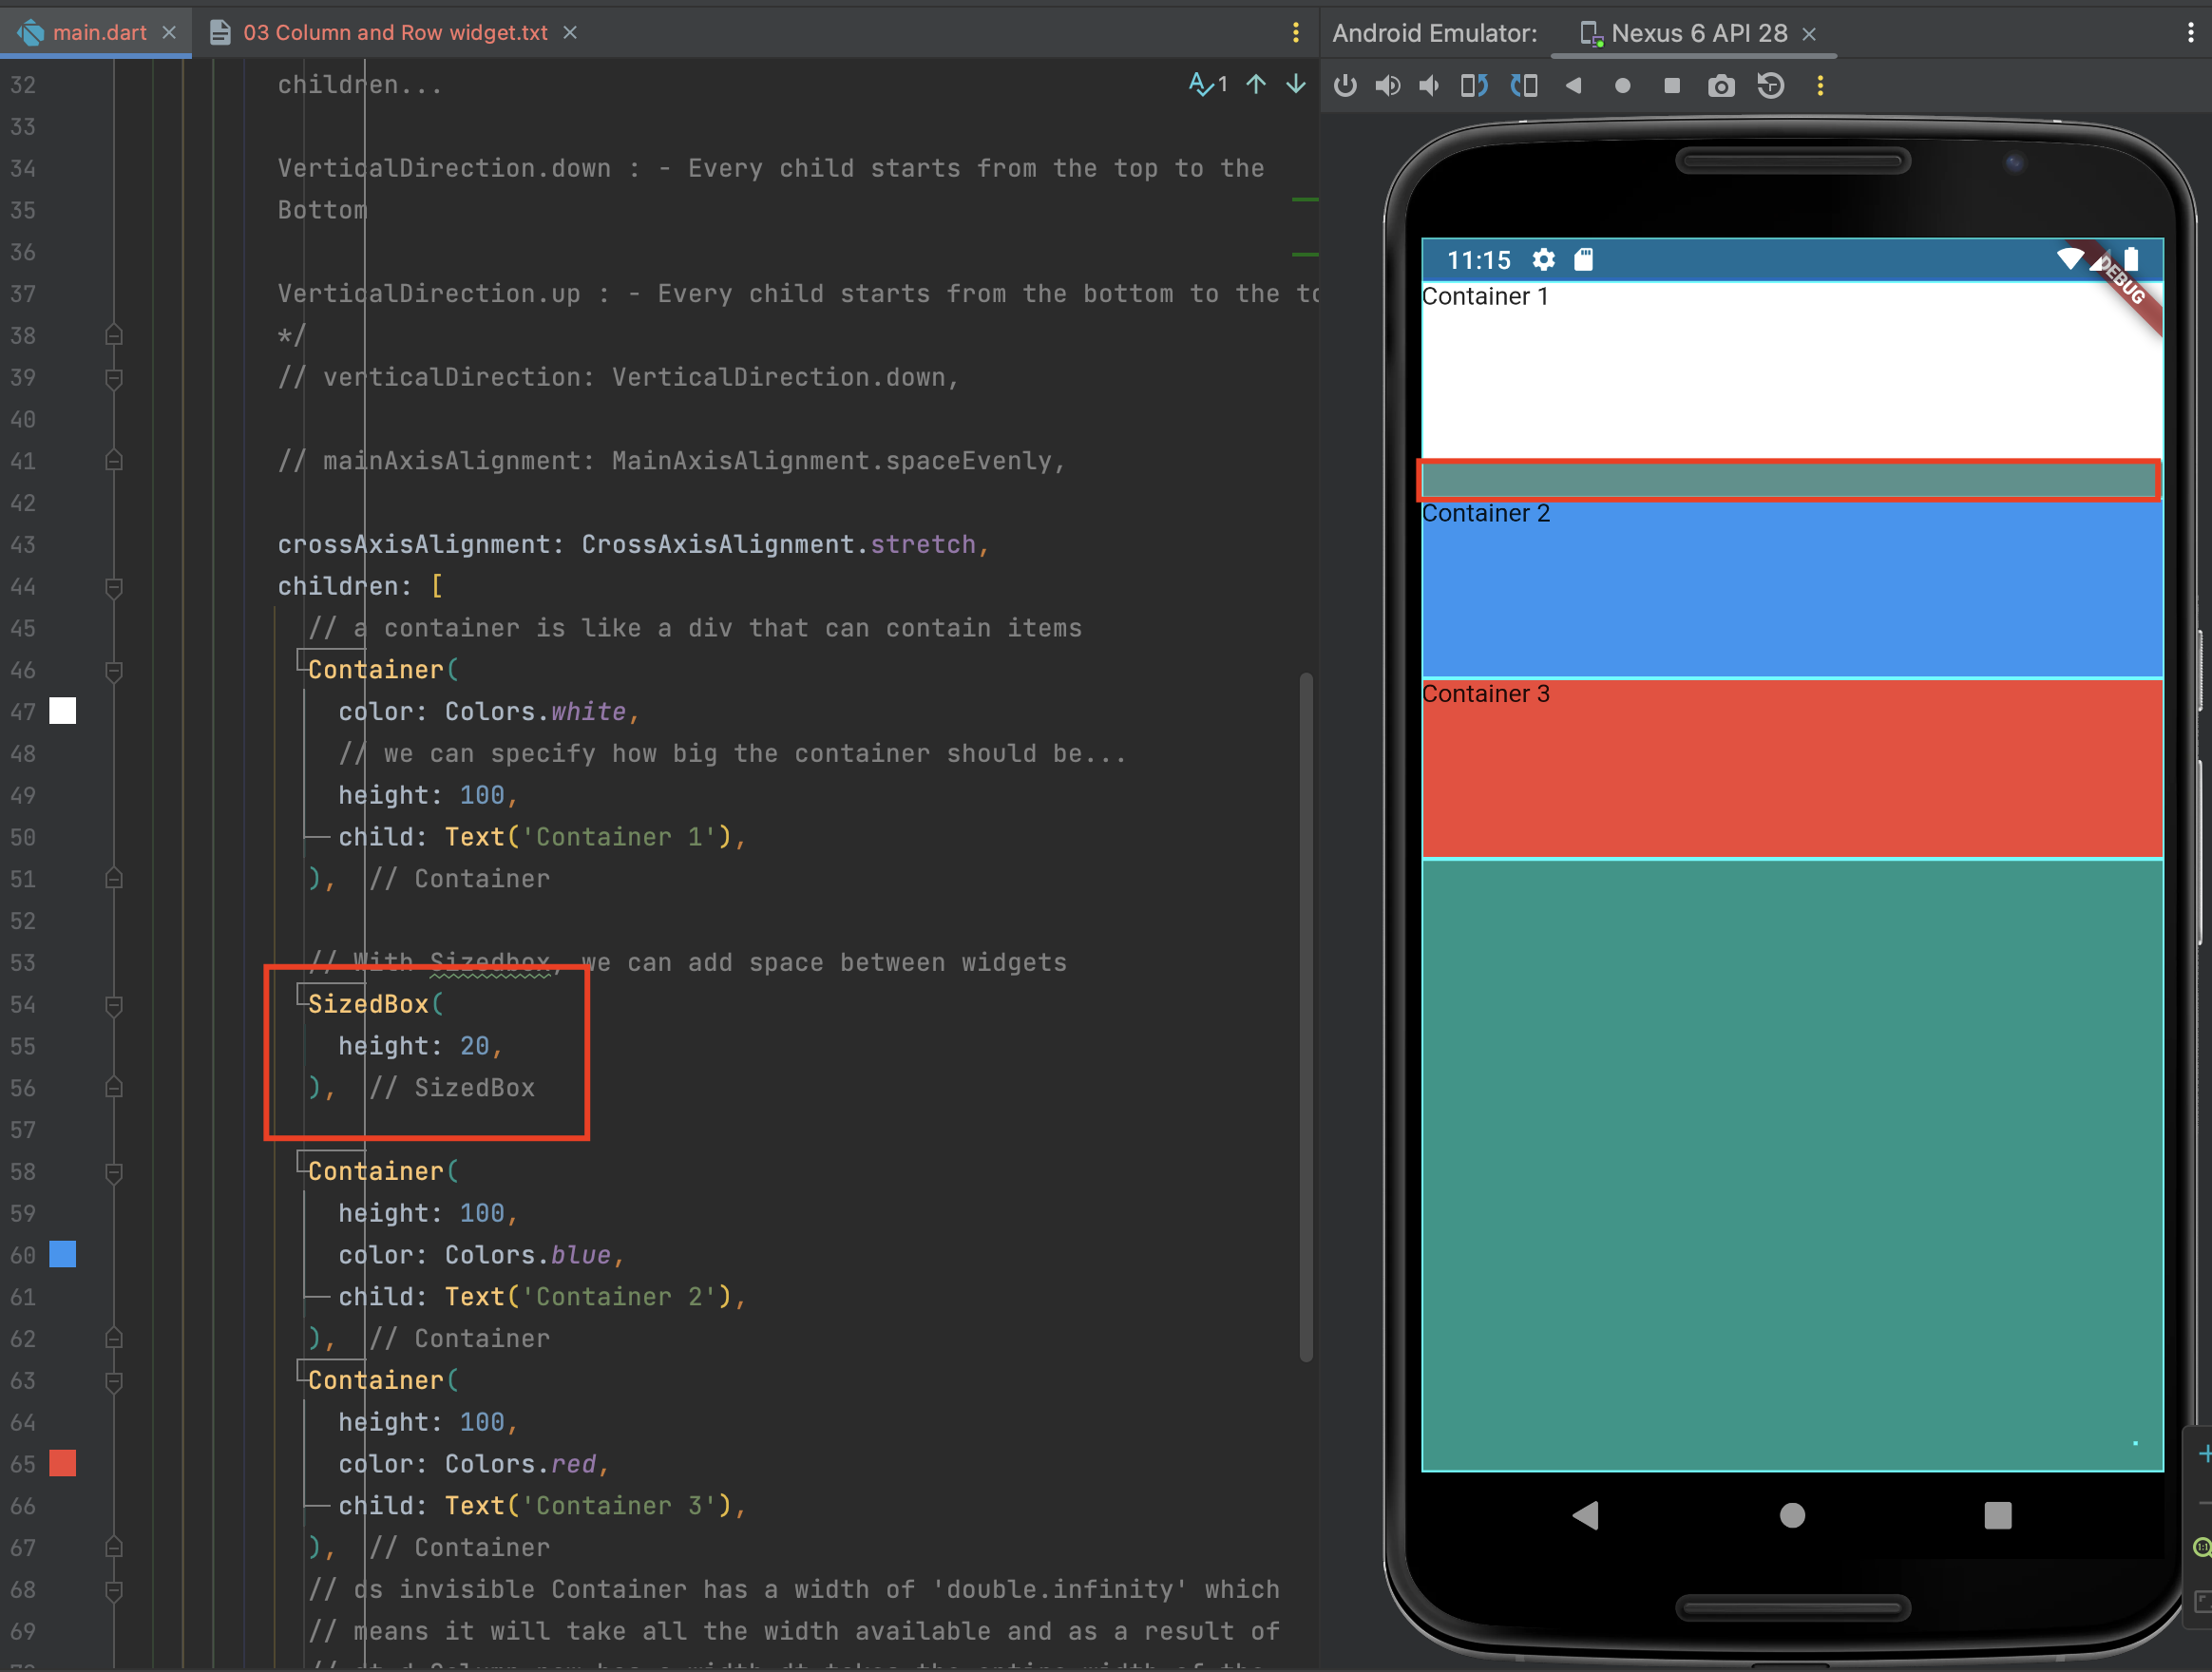 main.dart
03 Column and Row widget.txt
Android Emulator:
Nexus 6 API 28
1
32 children...
33
34 VerticalDirection.down : - Every child starts from the top to the
35 Bottom
36
37 VerticalDirection.up : - Every child starts from the bottom to the to
38 */
39 // verticalDirection: VerticalDirection.down,
40
41 // mainAxisAlignment: MainAxisAlignment.spaceEvenly,
42
43 crossAxisAlignment: CrossAxisAlignment.stretch,
44 children: [
45 // a container is like a div that can contain items
46 Container(
47 color: Colors.white,
48 // we can specify how big the container should be...
49 height: 100,
50 child: Text('Container 1'),
51 ), // Container
52
53 // With Sizedbox, we can add space between widgets
54 SizedBox(
55 height: 20,
56 ), // SizedBox
57
58 Container(
59 height: 100,
60 color: Colors.blue,
61 child: Text('Container 2'),
62 ), // Container
63 Container(
64 height: 100,
65 color: Colors.red,
66 child: Text('Container 3'),
67 ), // Container
68 // ds invisible Container has a width of 'double.infinity' which
69 // means it will take all the width available and as a result of
11:15
DEBUG
Container 1
Container 2
Container 3
1:1